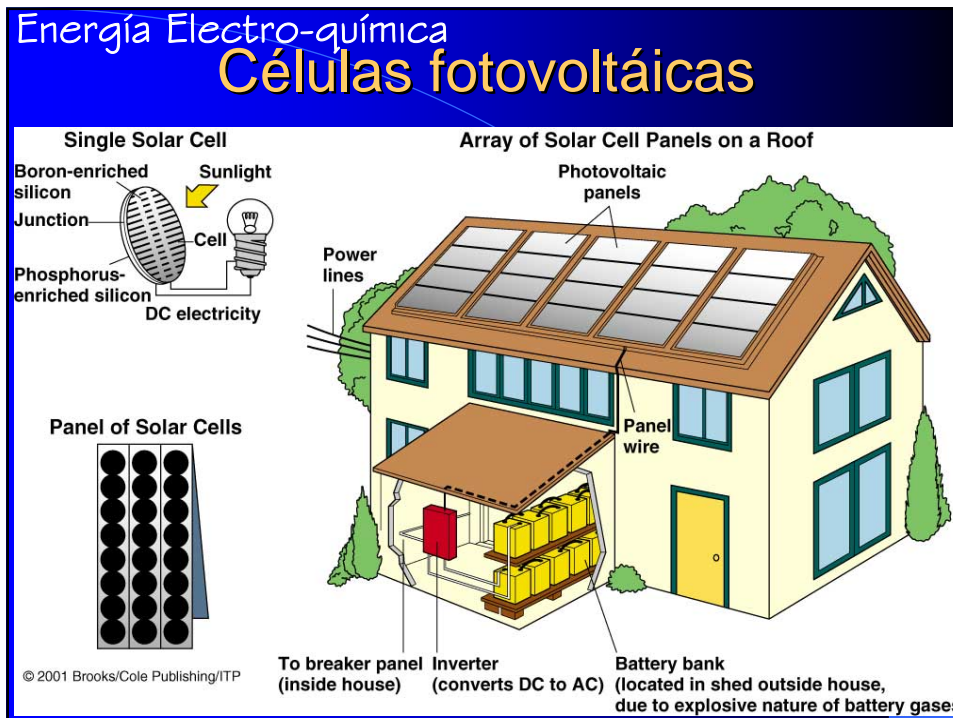 Energía Electro-química
Células fotovoltáicas
Single Solar Cell
Boron-enriched
silicon
Sunlight
Junction
Cell
Phosphorus-
enriched silicon
DC electricity
Panel of Solar Cells
Array of Solar Cell Panels on a Roof
Photovoltaic
panels
Power
lines
Panel
wire
To breaker panel
(inside house)
Inverter
(converts DC to AC)
Battery bank
(located in shed outside house,
due to explosive nature of battery gases
© 2001 Brooks/Cole Publishing/ITP